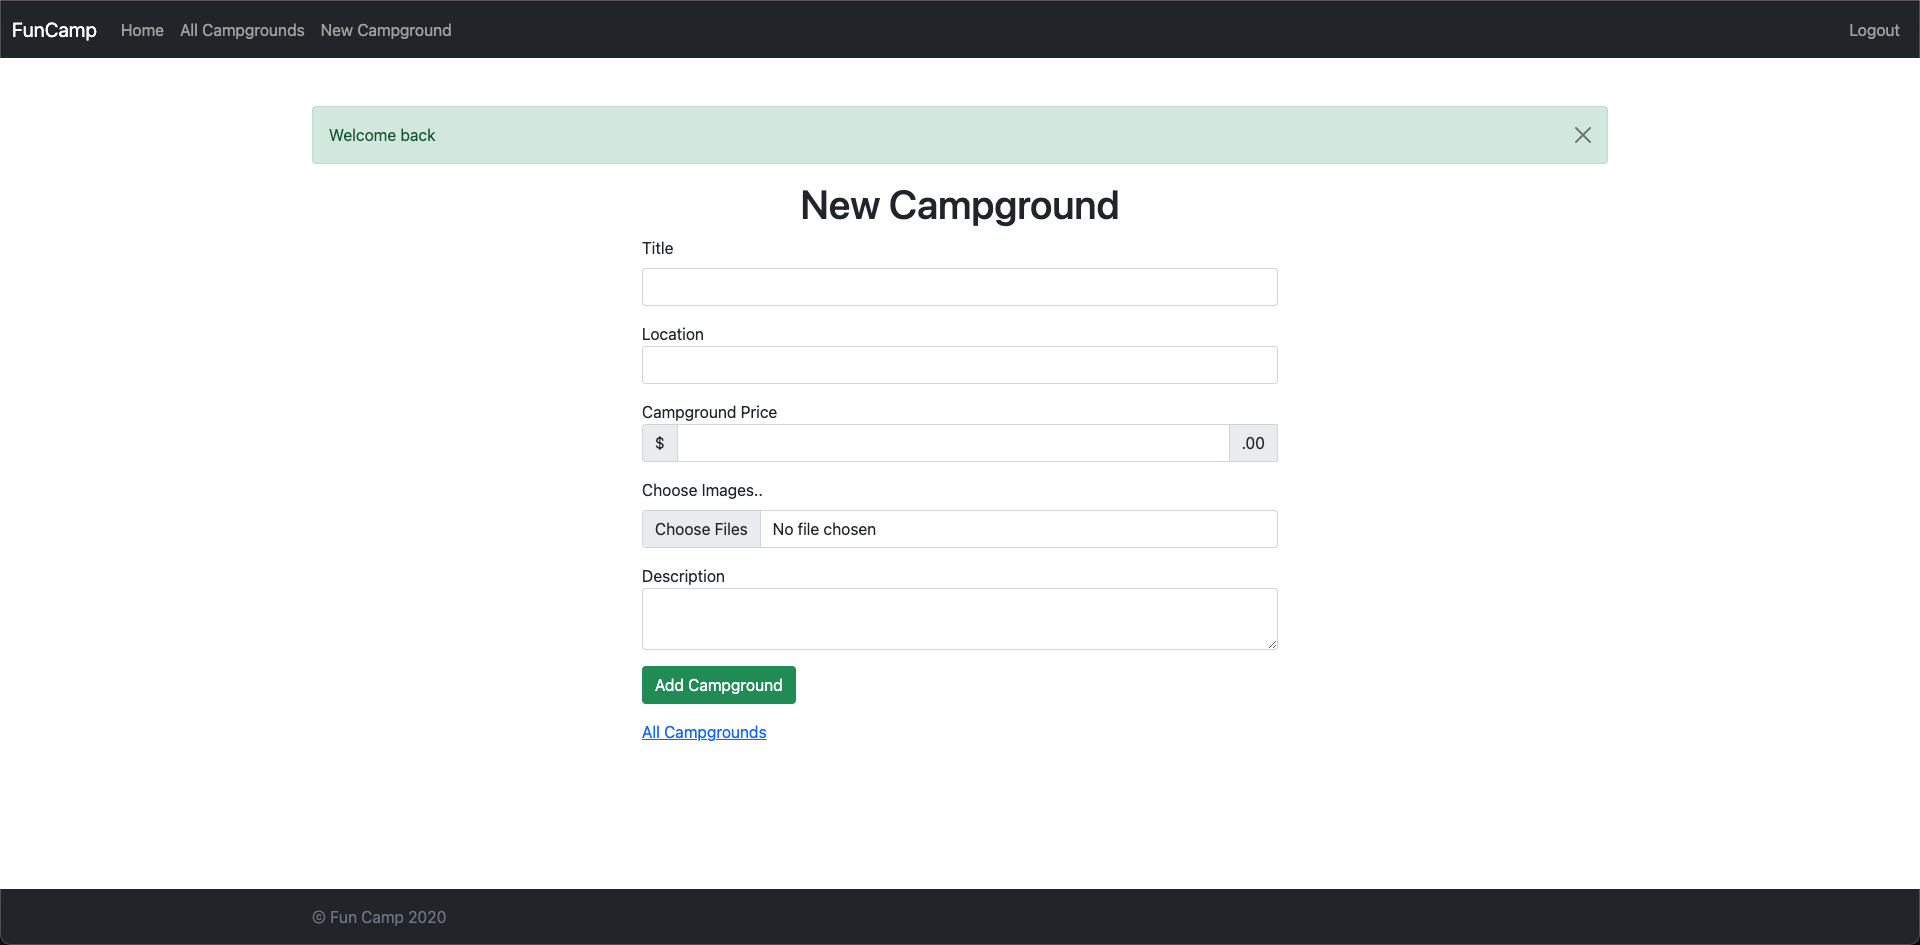 FunCamp Home All Campgrounds New Campground Logout
Welcome back
New Campground
Title
Location
Campground Price
$ .00
Choose Images..
Choose Files No file chosen
Description
Add Campground
All Campgrounds
© Fun Camp 2020